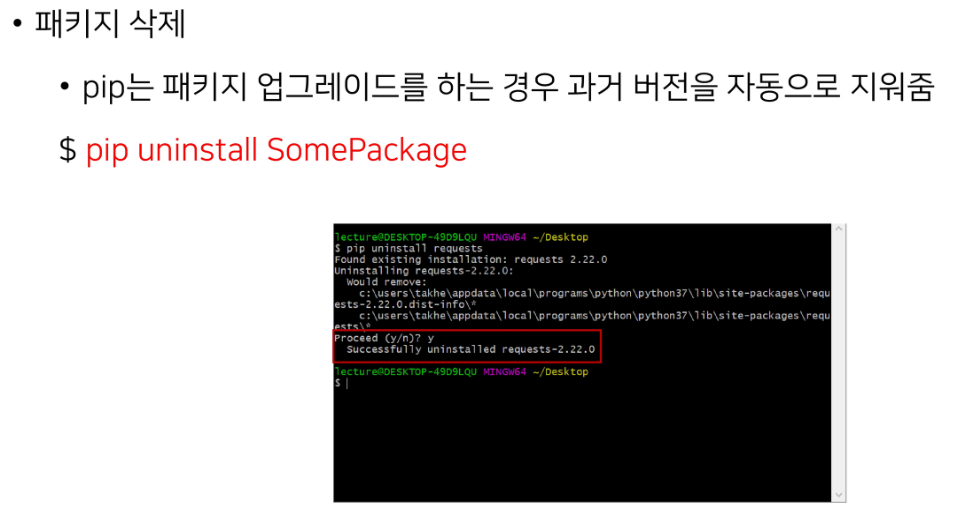 • 패키지 삭제
• pip는 패키지 업그레이드를 하는 경우 과거 버전을 자동으로 지워줌
$ pip uninstall SomePackage
lecture@DESKTOP-49D9LQU MINGW64 ~/Desktop
$ pip uninstall requests
Found existing installation: requests 2.22.0
Uninstalling requests-2.22.0:
Would remove:
c:\users\takhe\appdata\local\programs\python\python37\lib\site-packages\requ
ests-2.22.0.dist-info\*
c:\users\takhe\appdata\local\programs\python\python37\lib\site-packages\requ
ests\*
Proceed (y/n)? y
Successfully uninstalled requests-2.22.0
lecture@DESKTOP-49D9LQU MINGW64 ~/Desktop
$